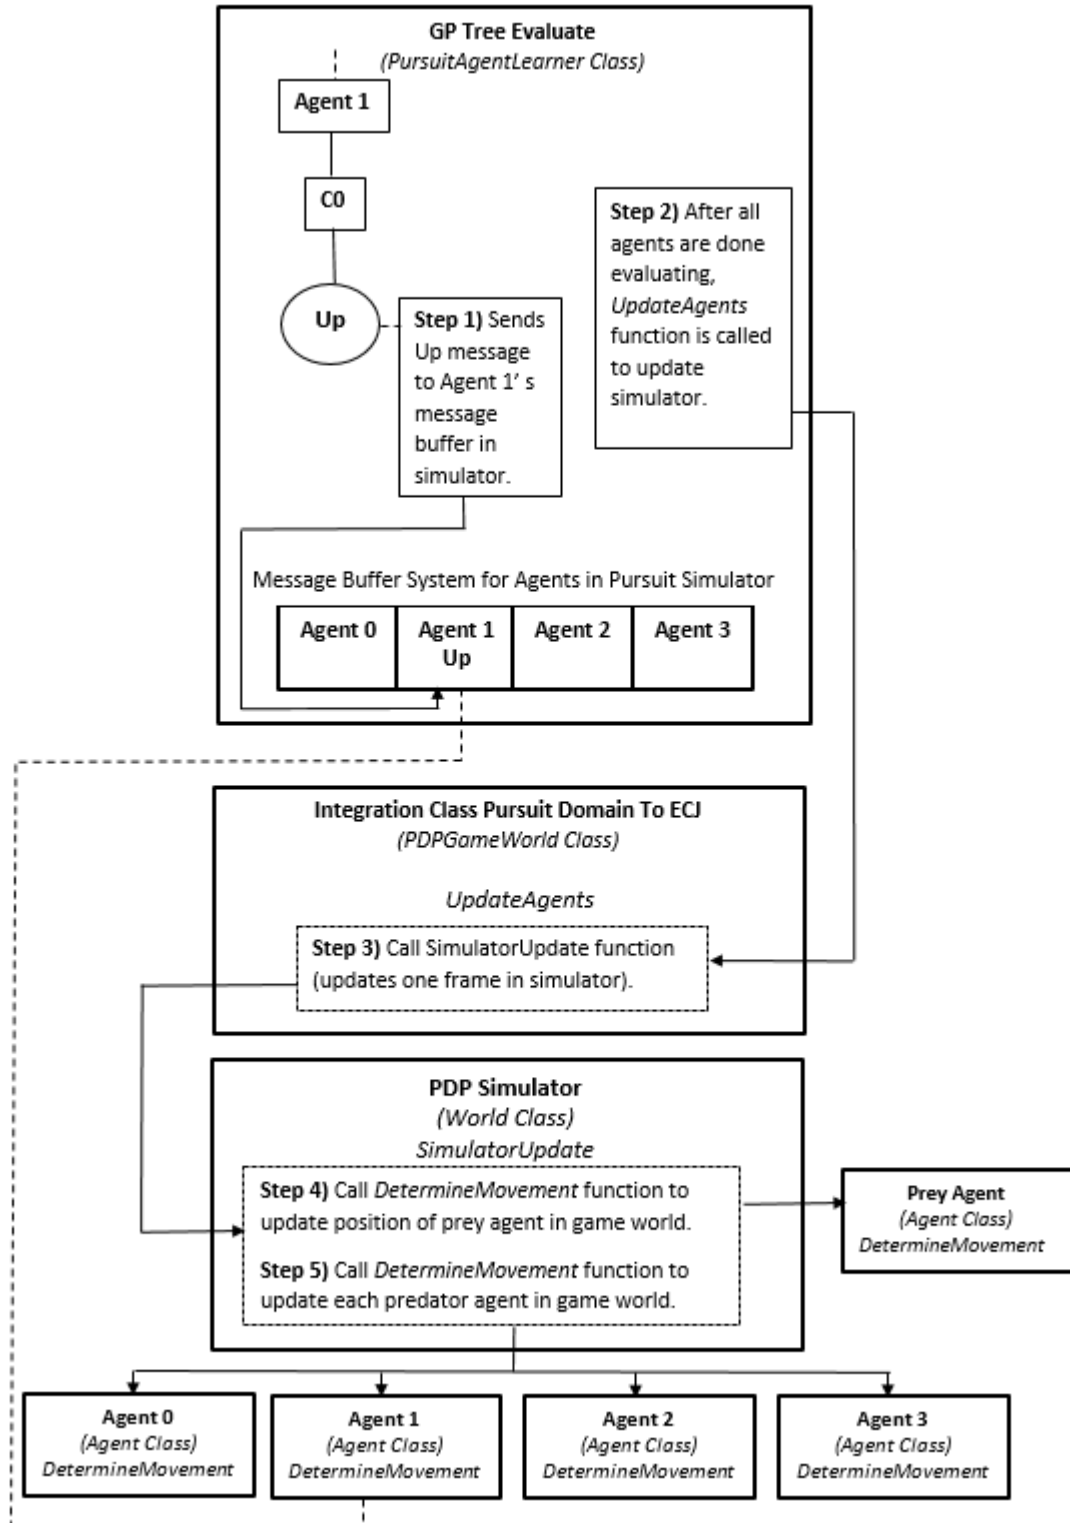 GP Tree Evaluate
(PursuitAgentLearner Class)
Agent 1
C0
Up
Step 1) Sends
Up message
to Agent 1' s
message
buffer in
simulator.
Step 2) After all
agents are done
evaluating,
UpdateAgents
function is called
to update
simulator.
Message Buffer System for Agents in Pursuit Simulator
Agent 0
Agent 1
Up
Agent 2
Agent 3
Integration Class Pursuit Domain To ECJ
(PDPGameWorld Class)
UpdateAgents
Step 3) Call SimulatorUpdate function
(updates one frame in simulator).
PDP Simulator
(World Class)
SimulatorUpdate
Step 4) Call DetermineMovement function to
update position of prey agent in game world.
Step 5) Call DetermineMovement function to
update each predator agent in game world.
Prey Agent
(Agent Class)
DetermineMovement
Agent 0
(Agent Class)
DetermineMovement
Agent 1
(Agent Class)
DetermineMovement
Agent 2
(Agent Class)
DetermineMovement
Agent 3
(Agent Class)
DetermineMovement